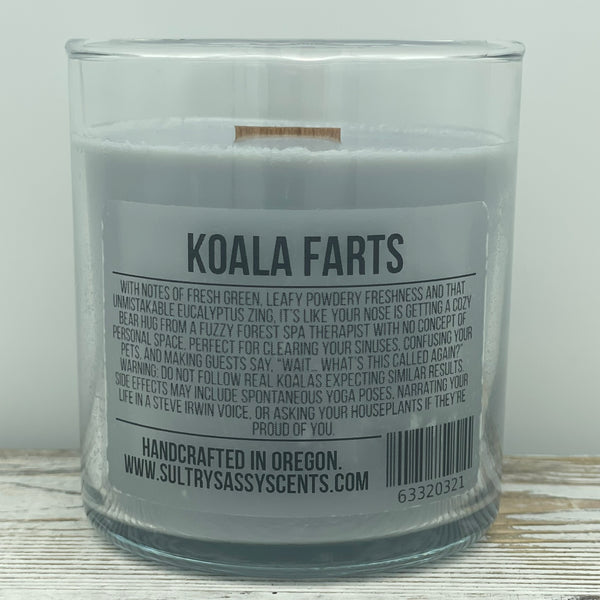 KOALA FARTS
WITH NOTES OF FRESH GREEN, LEAFY POWDERY FRESHNESS AND THAT
UNMISTAKABLE EUCALYPTUS ZING, IT'S LIKE YOUR NOSE IS GETTING A COZY
BEAR HUG FROM A FUZZY FOREST SPA THERAPIST WITH NO CONCEPT OF
PERSONAL SPACE. PERFECT FOR CLEARING YOUR SINUSES, CONFUSING YOUR
PETS, AND MAKING GUESTS SAY, "WAIT... WHAT'S THIS CALLED AGAIN?"
WARNING: DO NOT FOLLOW REAL KOALAS EXPECTING SIMILAR RESULTS.
SIDE EFFECTS MAY INCLUDE SPONTANEOUS YOGA POSES, NARRATING YOUR
LIFE IN A STEVE IRWIN VOICE, OR ASKING YOUR HOUSEPLANTS IF THEY'RE
PROUD OF YOU.
HANDCRAFTED IN OREGON.
WWW.SULTRYSASSYSCENTS.COM
63320321